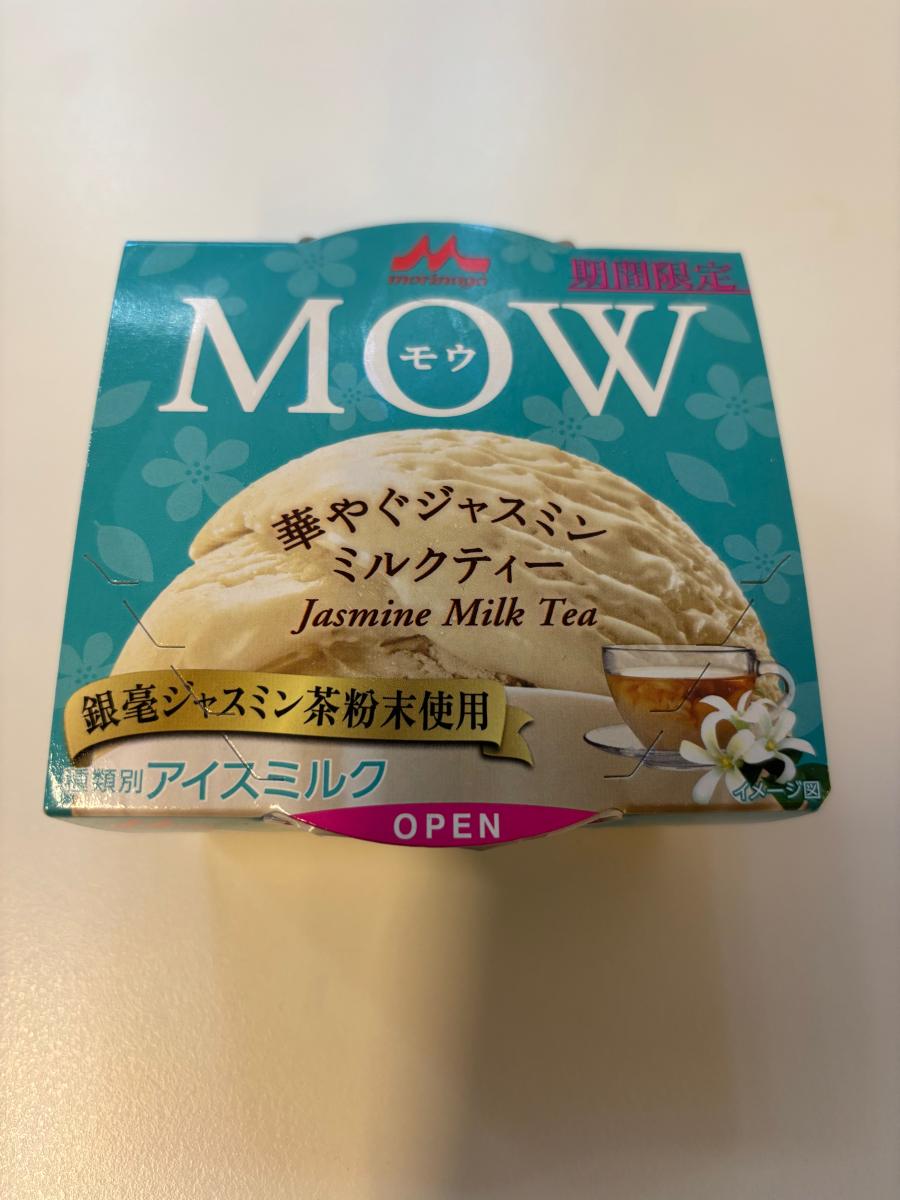 morinaga
期間限定
MOW
モウ
華やぐジャスミン
ミルクティー
Jasmine Milk Tea
銀毫ジャスミン茶粉末使用
種類別アイスミルク
イメージ図
OPEN